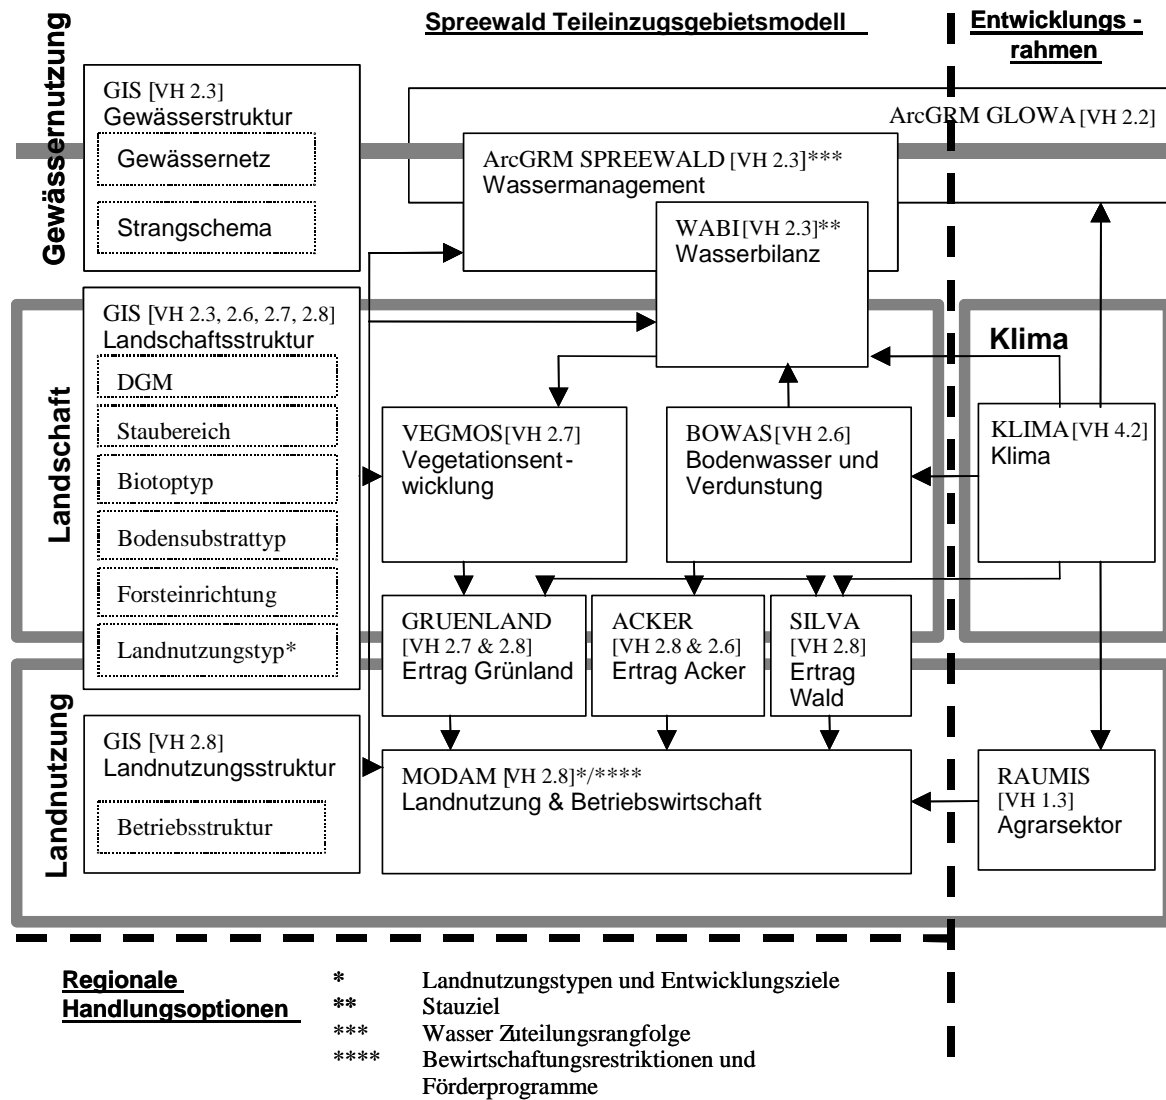 Spreewald Teileinzugsgebietsmodell
Entwicklungs -
rahmen
Gewässernutzung
GIS [VH 2.3]
Gewässerstruktur
Gewässernetz
Strangschema
ArcGRM GLOWA [VH 2.2]
ArcGRM SPREEWALD [VH 2.3]***
Wassermanagement
WABI[VH 2.3]**
Wasserbilanz
Landschaft
GIS [VH 2.3, 2.6, 2.7, 2.8]
Landschaftsstruktur
DGM
Staubereich
Biotoptyp
Bodensubstrattyp
Forsteinrichtung
Landnutzungstyp*
VEGMOS[VH 2.7]
Vegetationsent-
wicklung
BOWAS[VH 2.6]
Bodenwasser und
Verdunstung
Klima
KLIMA[VH 4.2]
Klima
GRUENLAND
[VH 2.7 & 2.8]
Ertrag Grünland
ACKER
[VH 2.8 & 2.6]
Ertrag Acker
SILVA
[VH 2.8]
Ertrag
Wald
Landnutzung
GIS [VH 2.8]
Landnutzungsstruktur
Betriebsstruktur
MODAM [VH 2.8]*/****
Landnutzung & Betriebswirtschaft
RAUMIS
[VH 1.3]
Agrarsektor
Regionale
Handlungsoptionen
* Landnutzungstypen und Entwicklungsziele
** Stauziel
*** Wasser Zuteilungsrangfolge
**** Bewirtschaftungsrestriktionen und
Förderprogramme